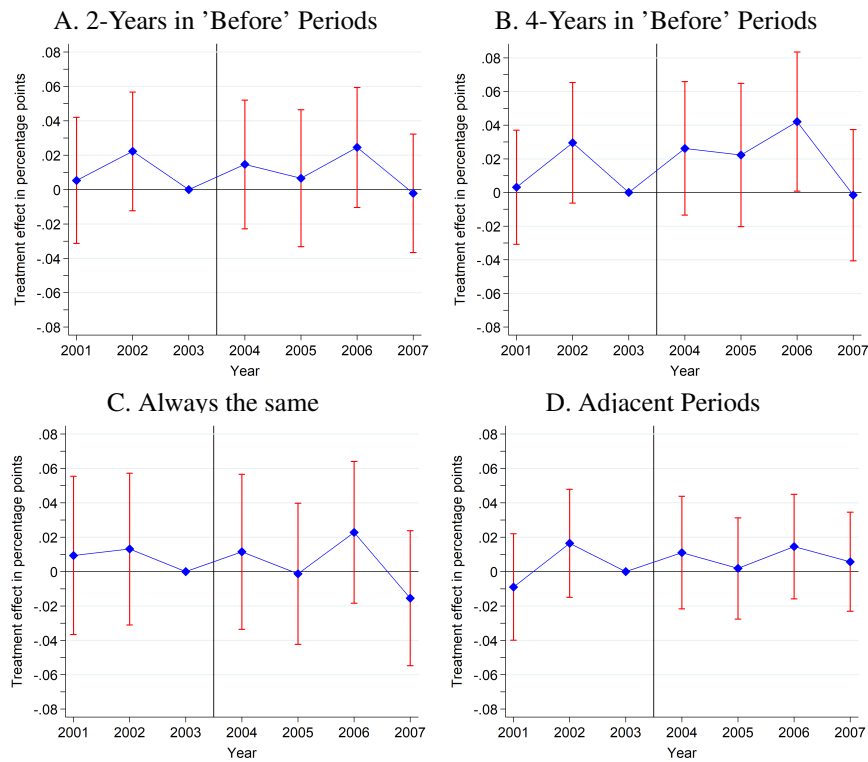 A. 2-Years in ’Before’ Periods
Treatment effect in percentage points
.08
.06
.04
.02
0
-.02
-.04
-.06
-.08
2001 2002 2003 2004 2005 2006 2007
Year
B. 4-Years in ’Before’ Periods
Treatment effect in percentage points
.08
.06
.04
.02
0
-.02
-.04
-.06
-.08
2001 2002 2003 2004 2005 2006 2007
Year
C. Always the same
Treatment effect in percentage points
.08
.06
.04
.02
0
-.02
-.04
-.06
-.08
2001 2002 2003 2004 2005 2006 2007
Year
D. Adjacent Periods
Treatment effect in percentage points
.08
.06
.04
.02
0
-.02
-.04
-.06
-.08
2001 2002 2003 2004 2005 2006 2007
Year